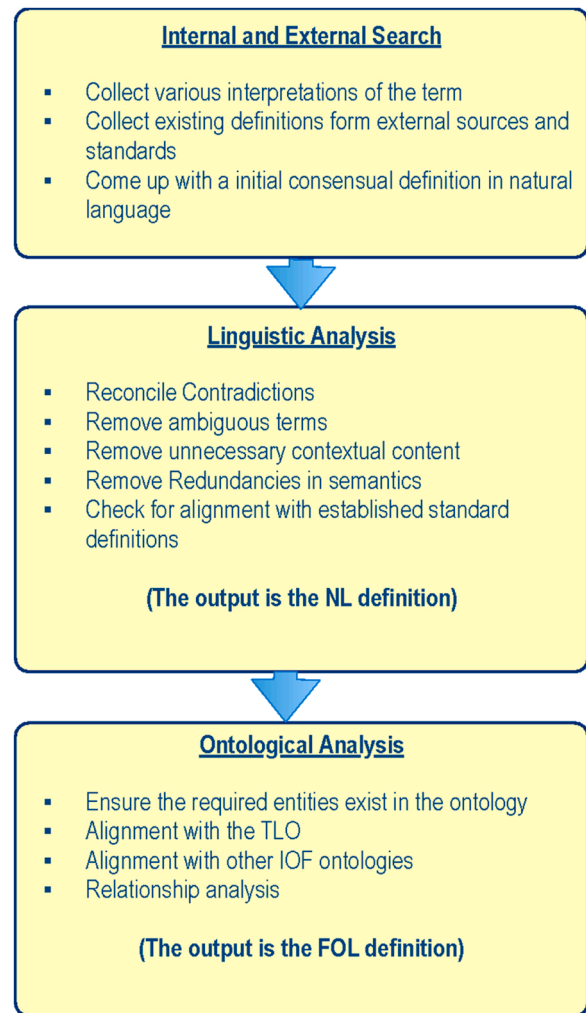 Internal and External Search
▪ Collect various interpretations of the term
▪ Collect existing definitions form external sources and
standards
▪ Come up with a initial consensual definition in natural
language
Linguistic Analysis
▪ Reconcile Contradictions
▪ Remove ambiguous terms
▪ Remove unnecessary contextual content
▪ Remove Redundancies in semantics
▪ Check for alignment with established standard
definitions
(The output is the NL definition)
Ontological Analysis
▪ Ensure the required entities exist in the ontology
▪ Alignment with the TLO
▪ Alignment with other IOF ontologies
▪ Relationship analysis
(The output is the FOL definition)